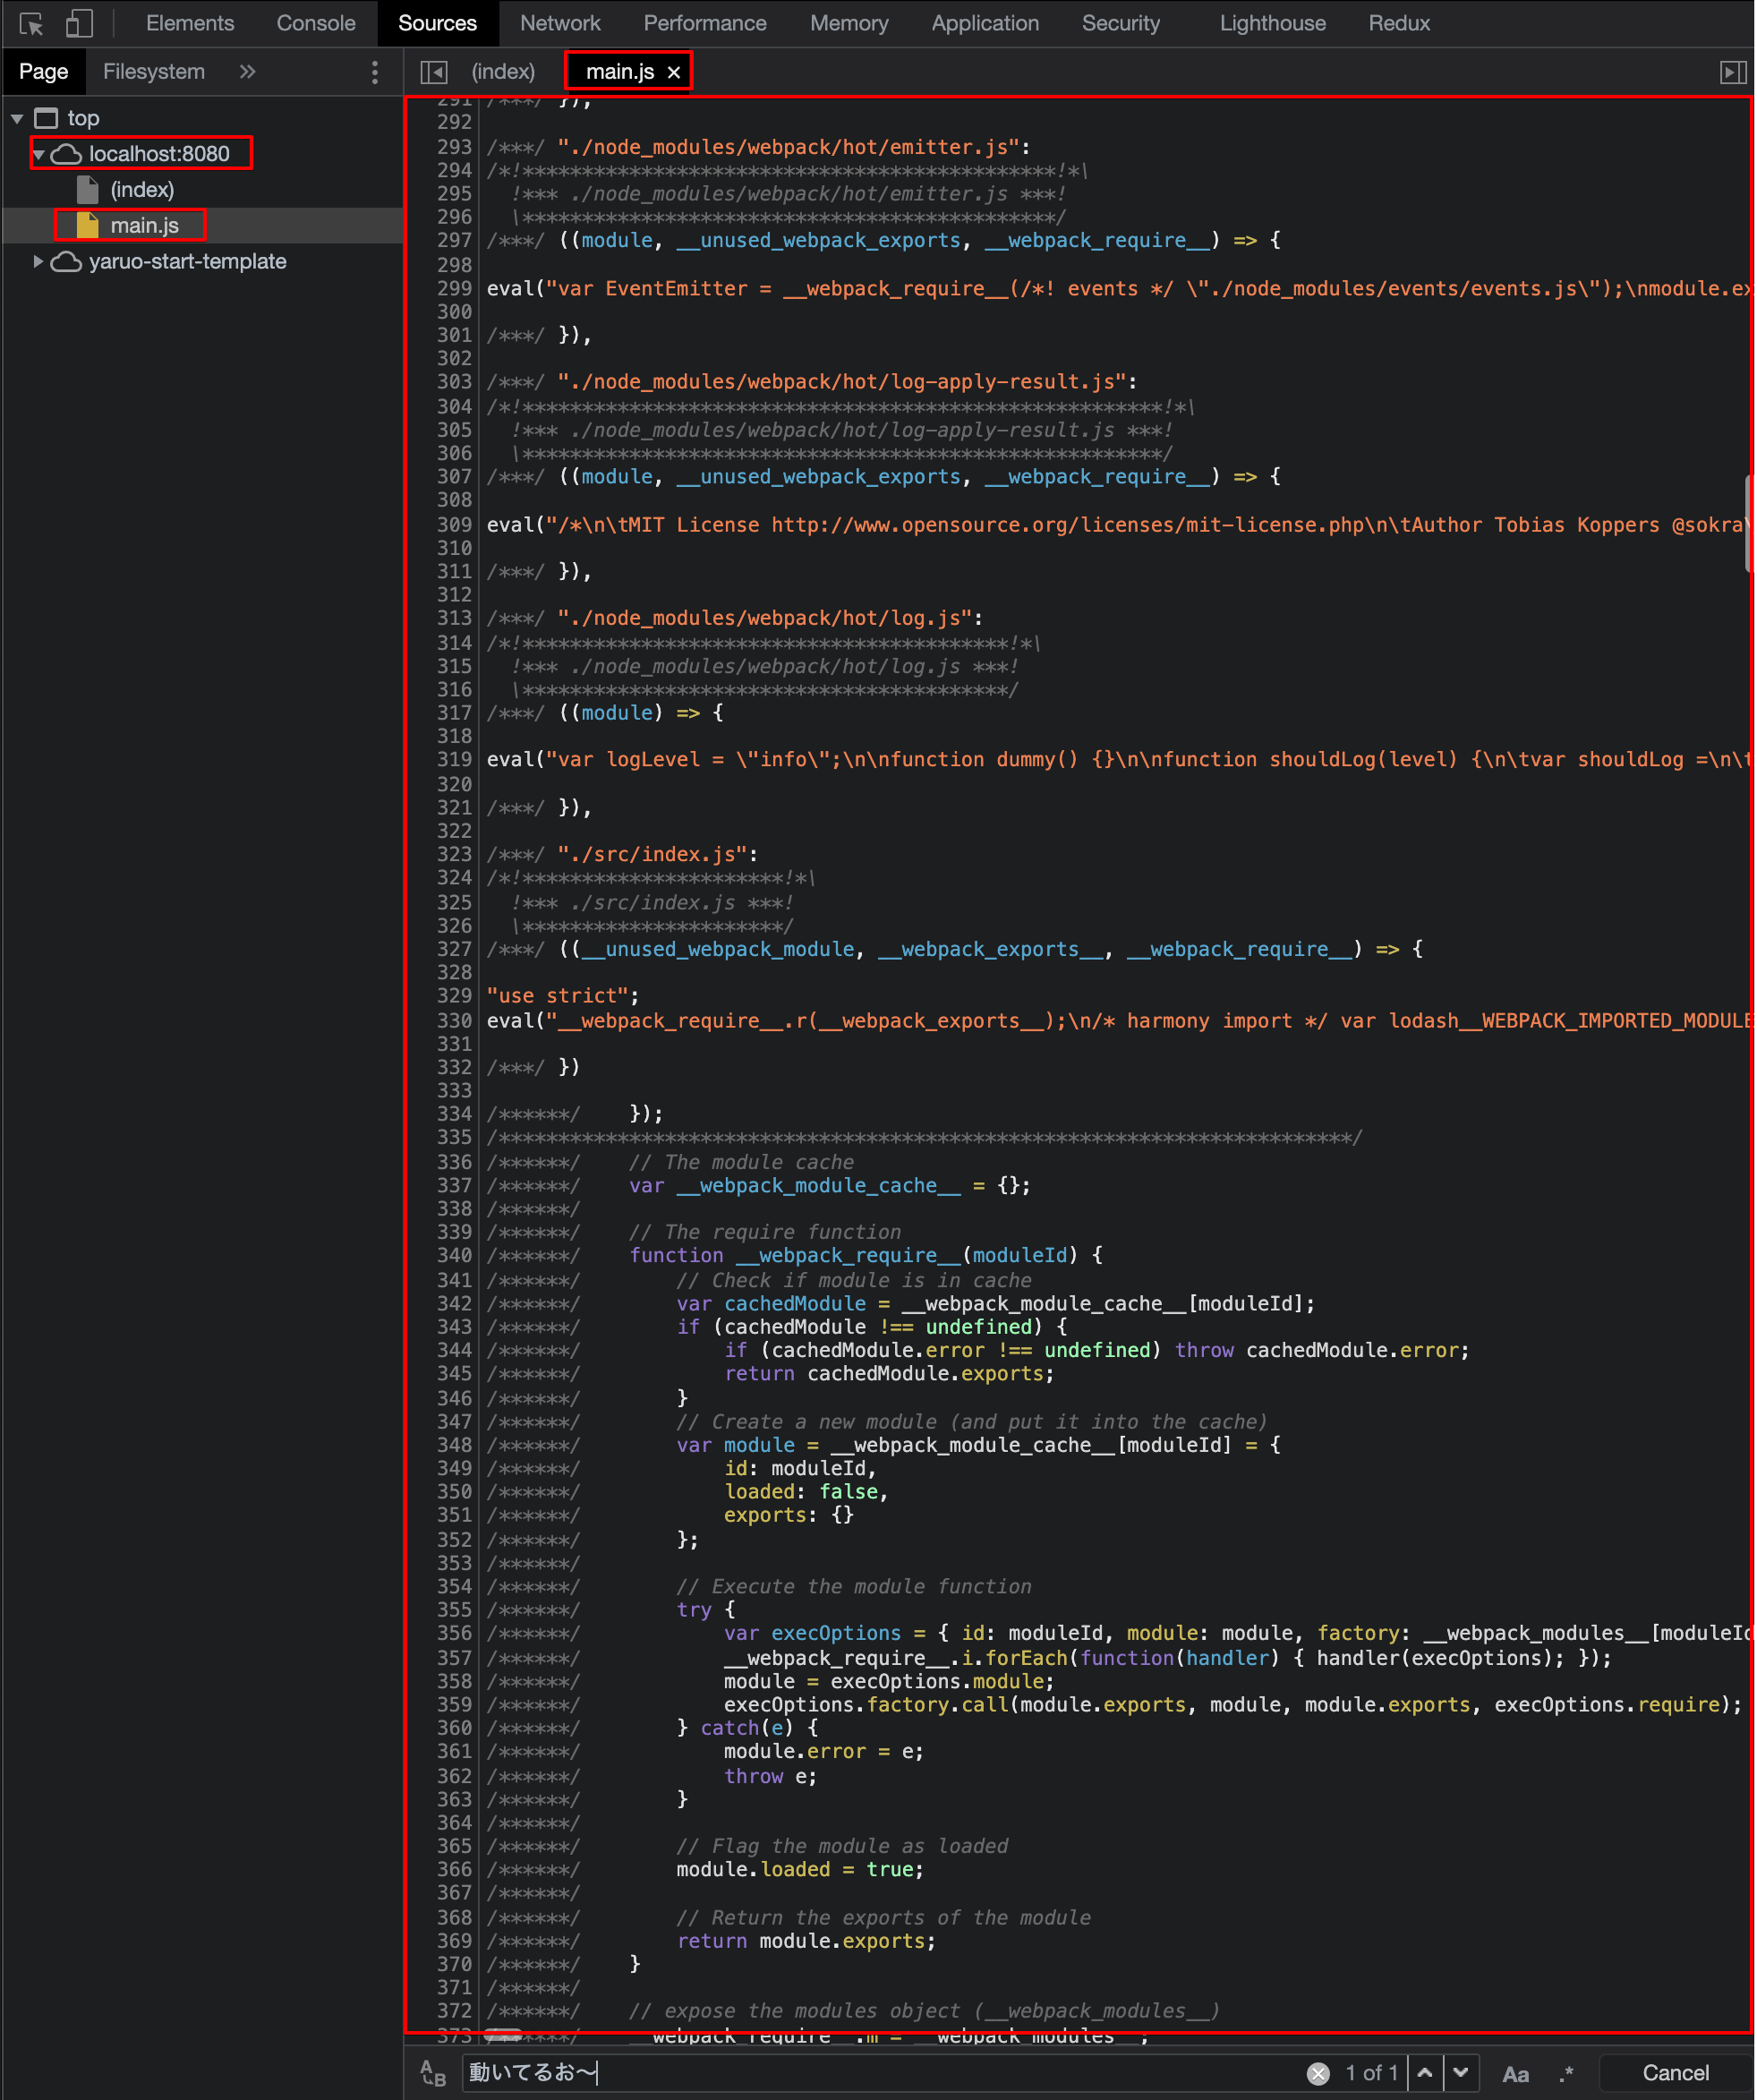 Elements Console Sources Network Performance Memory Application Security Lighthouse Redux
Page Filesystem » (index) main.js ×
top
localhost:8080
(index)
main.js
yaruo-start-template
291 /***/ }),
292
293 /***/ "./node_modules/webpack/hot/emitter.js":
294 /*!*********************************************!*\
295   !*** ./node_modules/webpack/hot/emitter.js ***!
296   \*********************************************/
297 /***/ ((module, __unused_webpack_exports, __webpack_require__) => {
298
299 eval("var EventEmitter = __webpack_require__(/*! events */ \"./node_modules/events/events.js\");\nmodule.ex
300
301 /***/ }),
302
303 /***/ "./node_modules/webpack/hot/log-apply-result.js":
304 /*!******************************************************!*\
305   !*** ./node_modules/webpack/hot/log-apply-result.js ***!
306   \******************************************************/
307 /***/ ((module, __unused_webpack_exports, __webpack_require__) => {
308
309 eval("/*\n\tMIT License http://www.opensource.org/licenses/mit-license.php\n\tAuthor Tobias Koppers @sokra\
310
311 /***/ }),
312
313 /***/ "./node_modules/webpack/hot/log.js":
314 /*!*****************************************!*\
315   !*** ./node_modules/webpack/hot/log.js ***!
316   \*****************************************/
317 /***/ ((module) => {
318
319 eval("var logLevel = \"info\";\n\nfunction dummy() {}\n\nfunction shouldLog(level) {\n\tvar shouldLog =\n\t
320
321 /***/ }),
322
323 /***/ "./src/index.js":
324 /*!**********************!*\
325   !*** ./src/index.js ***!
326   \**********************/
327 /***/ ((__unused_webpack_module, __webpack_exports__, __webpack_require__) => {
328
329 "use strict";
330 eval("__webpack_require__.r(__webpack_exports__);\n/* harmony import */ var lodash__WEBPACK_IMPORTED_MODULE
331
332 /***/ })
333
334 /******/    });
335 /************************************************************************/
336 /******/    // The module cache
337 /******/    var __webpack_module_cache__ = {};
338 /******/
339 /******/    // The require function
340 /******/    function __webpack_require__(moduleId) {
341 /******/        // Check if module is in cache
342 /******/        var cachedModule = __webpack_module_cache__[moduleId];
343 /******/        if (cachedModule !== undefined) {
344 /******/            if (cachedModule.error !== undefined) throw cachedModule.error;
345 /******/            return cachedModule.exports;
346 /******/        }
347 /******/        // Create a new module (and put it into the cache)
348 /******/        var module = __webpack_module_cache__[moduleId] = {
349 /******/            id: moduleId,
350 /******/            loaded: false,
351 /******/            exports: {}
352 /******/        };
353 /******/
354 /******/        // Execute the module function
355 /******/        try {
356 /******/            var execOptions = { id: moduleId, module: module, factory: __webpack_modules__[moduleId
357 /******/            __webpack_require__.i.forEach(function(handler) { handler(execOptions); });
358 /******/            module = execOptions.module;
359 /******/            execOptions.factory.call(module.exports, module, module.exports, execOptions.require);
360 /******/        } catch(e) {
361 /******/            module.error = e;
362 /******/            throw e;
363 /******/        }
364 /******/
365 /******/        // Flag the module as loaded
366 /******/        module.loaded = true;
367 /******/
368 /******/        // Return the exports of the module
369 /******/        return module.exports;
370 /******/    }
371 /******/
372 /******/    // expose the modules object (__webpack_modules__)
373 /******/    __webpack_require__.m = __webpack_modules__;
動いてるお〜 1 of 1 Aa .* Cancel